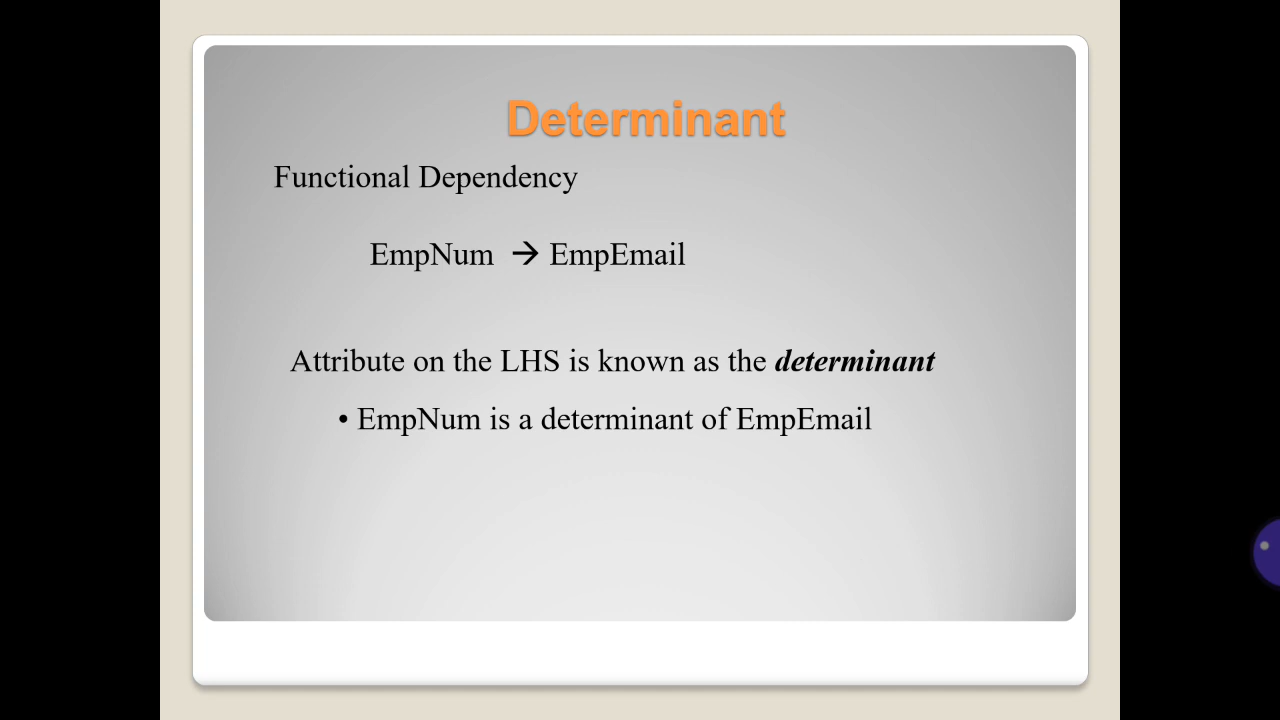 Determinant
Functional Dependency
EmpNum → EmpEmail
Attribute on the LHS is known as the determinant
• EmpNum is a determinant of EmpEmail